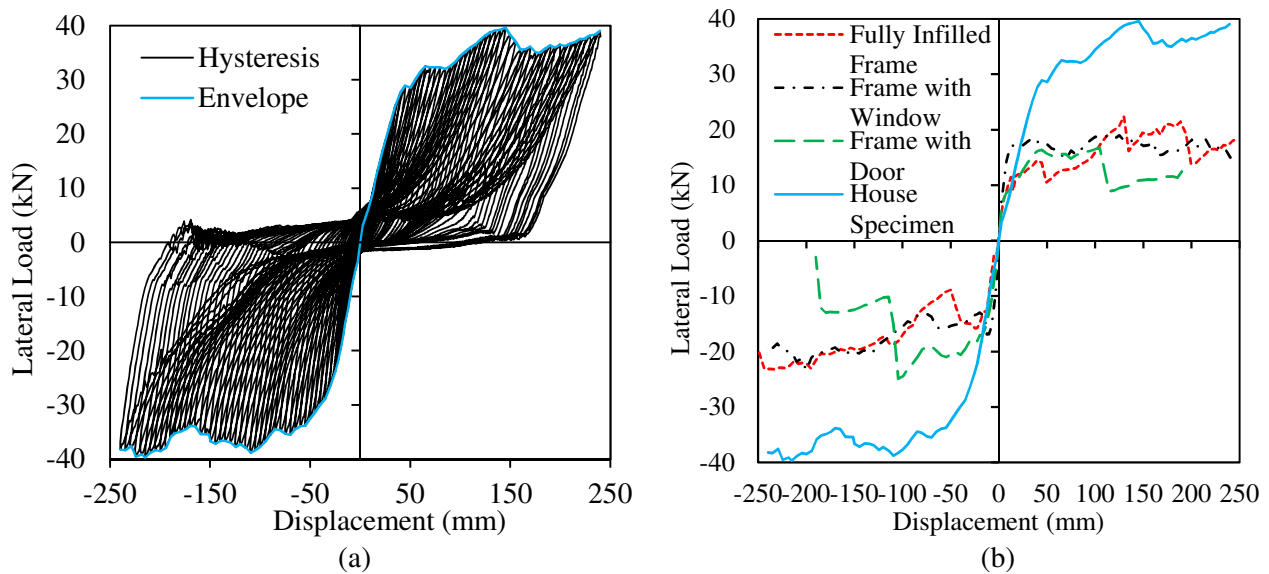 40
30
20
10
0
-10
-20
-30
-40
-250 -150 -50 50 150 250
Lateral Load (kN)
Displacement (mm)
Hysteresis
Envelope
(a)
40
30
20
10
0
-10
-20
-30
-40
-250 -200 -150 -100 -50 0 50 100 150 200 250
Lateral Load (kN)
Displacement (mm)
Fully Infilled
Frame
Frame with
Window
Frame with
Door
House
Specimen
(b)